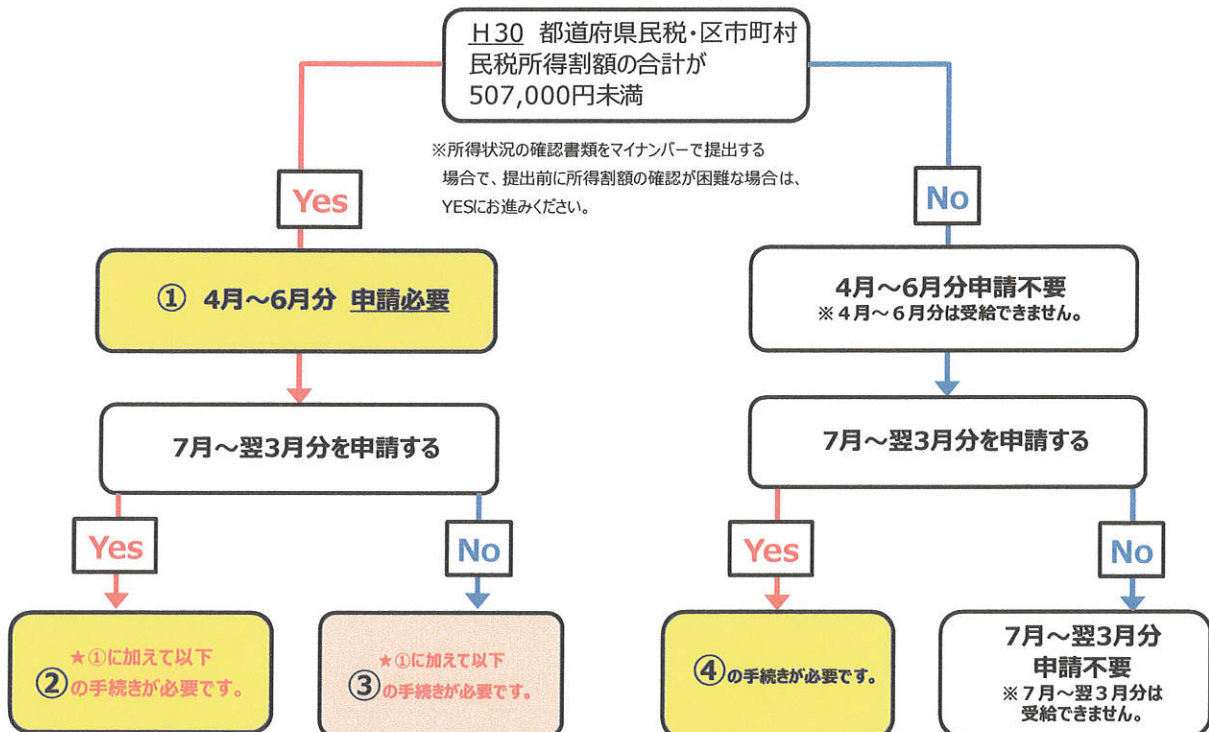 H30 都道府県民税・区市町村
民税所得割額の合計が
507,000円未満
※所得状況の確認書類をマイナンバーで提出する
場合で、提出前に所得割額の確認が困難な場合は、
YESにお進みください。
Yes
No
① 4月～6月分 申請必要
4月～6月分申請不要
※4月～6月分は受給できません。
7月～翌3月分を申請する
7月～翌3月分を申請する
Yes
No
Yes
No
★①に加えて以下
②の手続きが必要です。
★①に加えて以下
③の手続きが必要です。
④の手続きが必要です。
7月～翌3月分
申請不要
※7月～翌3月分は
受給できません。